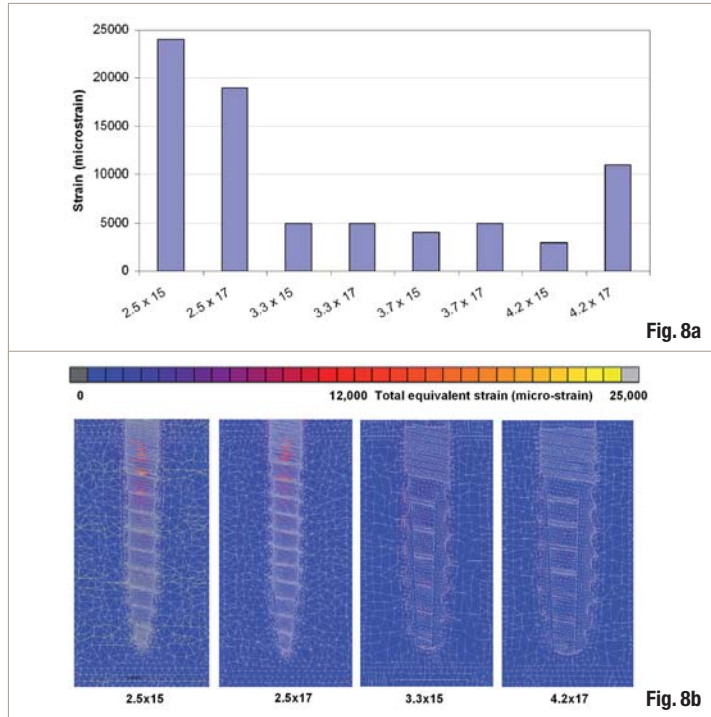 30000
25000
20000
15000
10000
5000
0
Strain (microstrain)
2.5 x 15
2.5 x 17
3.3 x 15
3.3 x 17
3.7 x 15
3.7 x 17
4.2 x 15
4.2 x 17
Fig. 8a
0 12,000 Total equivalent strain (micro-strain) 25,000
2.5x15 2.5x17 3.3x15 4.2x17
Fig. 8b